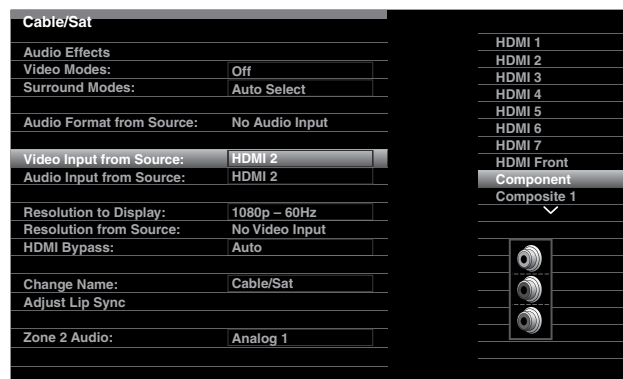 Cable/Sat
Audio Effects
Video Modes: Off
Surround Modes: Auto Select
Audio Format from Source: No Audio Input
Video Input from Source: HDMI 2
Audio Input from Source: HDMI 2
Resolution to Display: 1080p – 60Hz
Resolution from Source: No Video Input
HDMI Bypass: Auto
Change Name: Cable/Sat
Adjust Lip Sync
Zone 2 Audio: Analog 1
HDMI 1
HDMI 2
HDMI 3
HDMI 4
HDMI 5
HDMI 6
HDMI 7
HDMI Front
Component
Composite 1